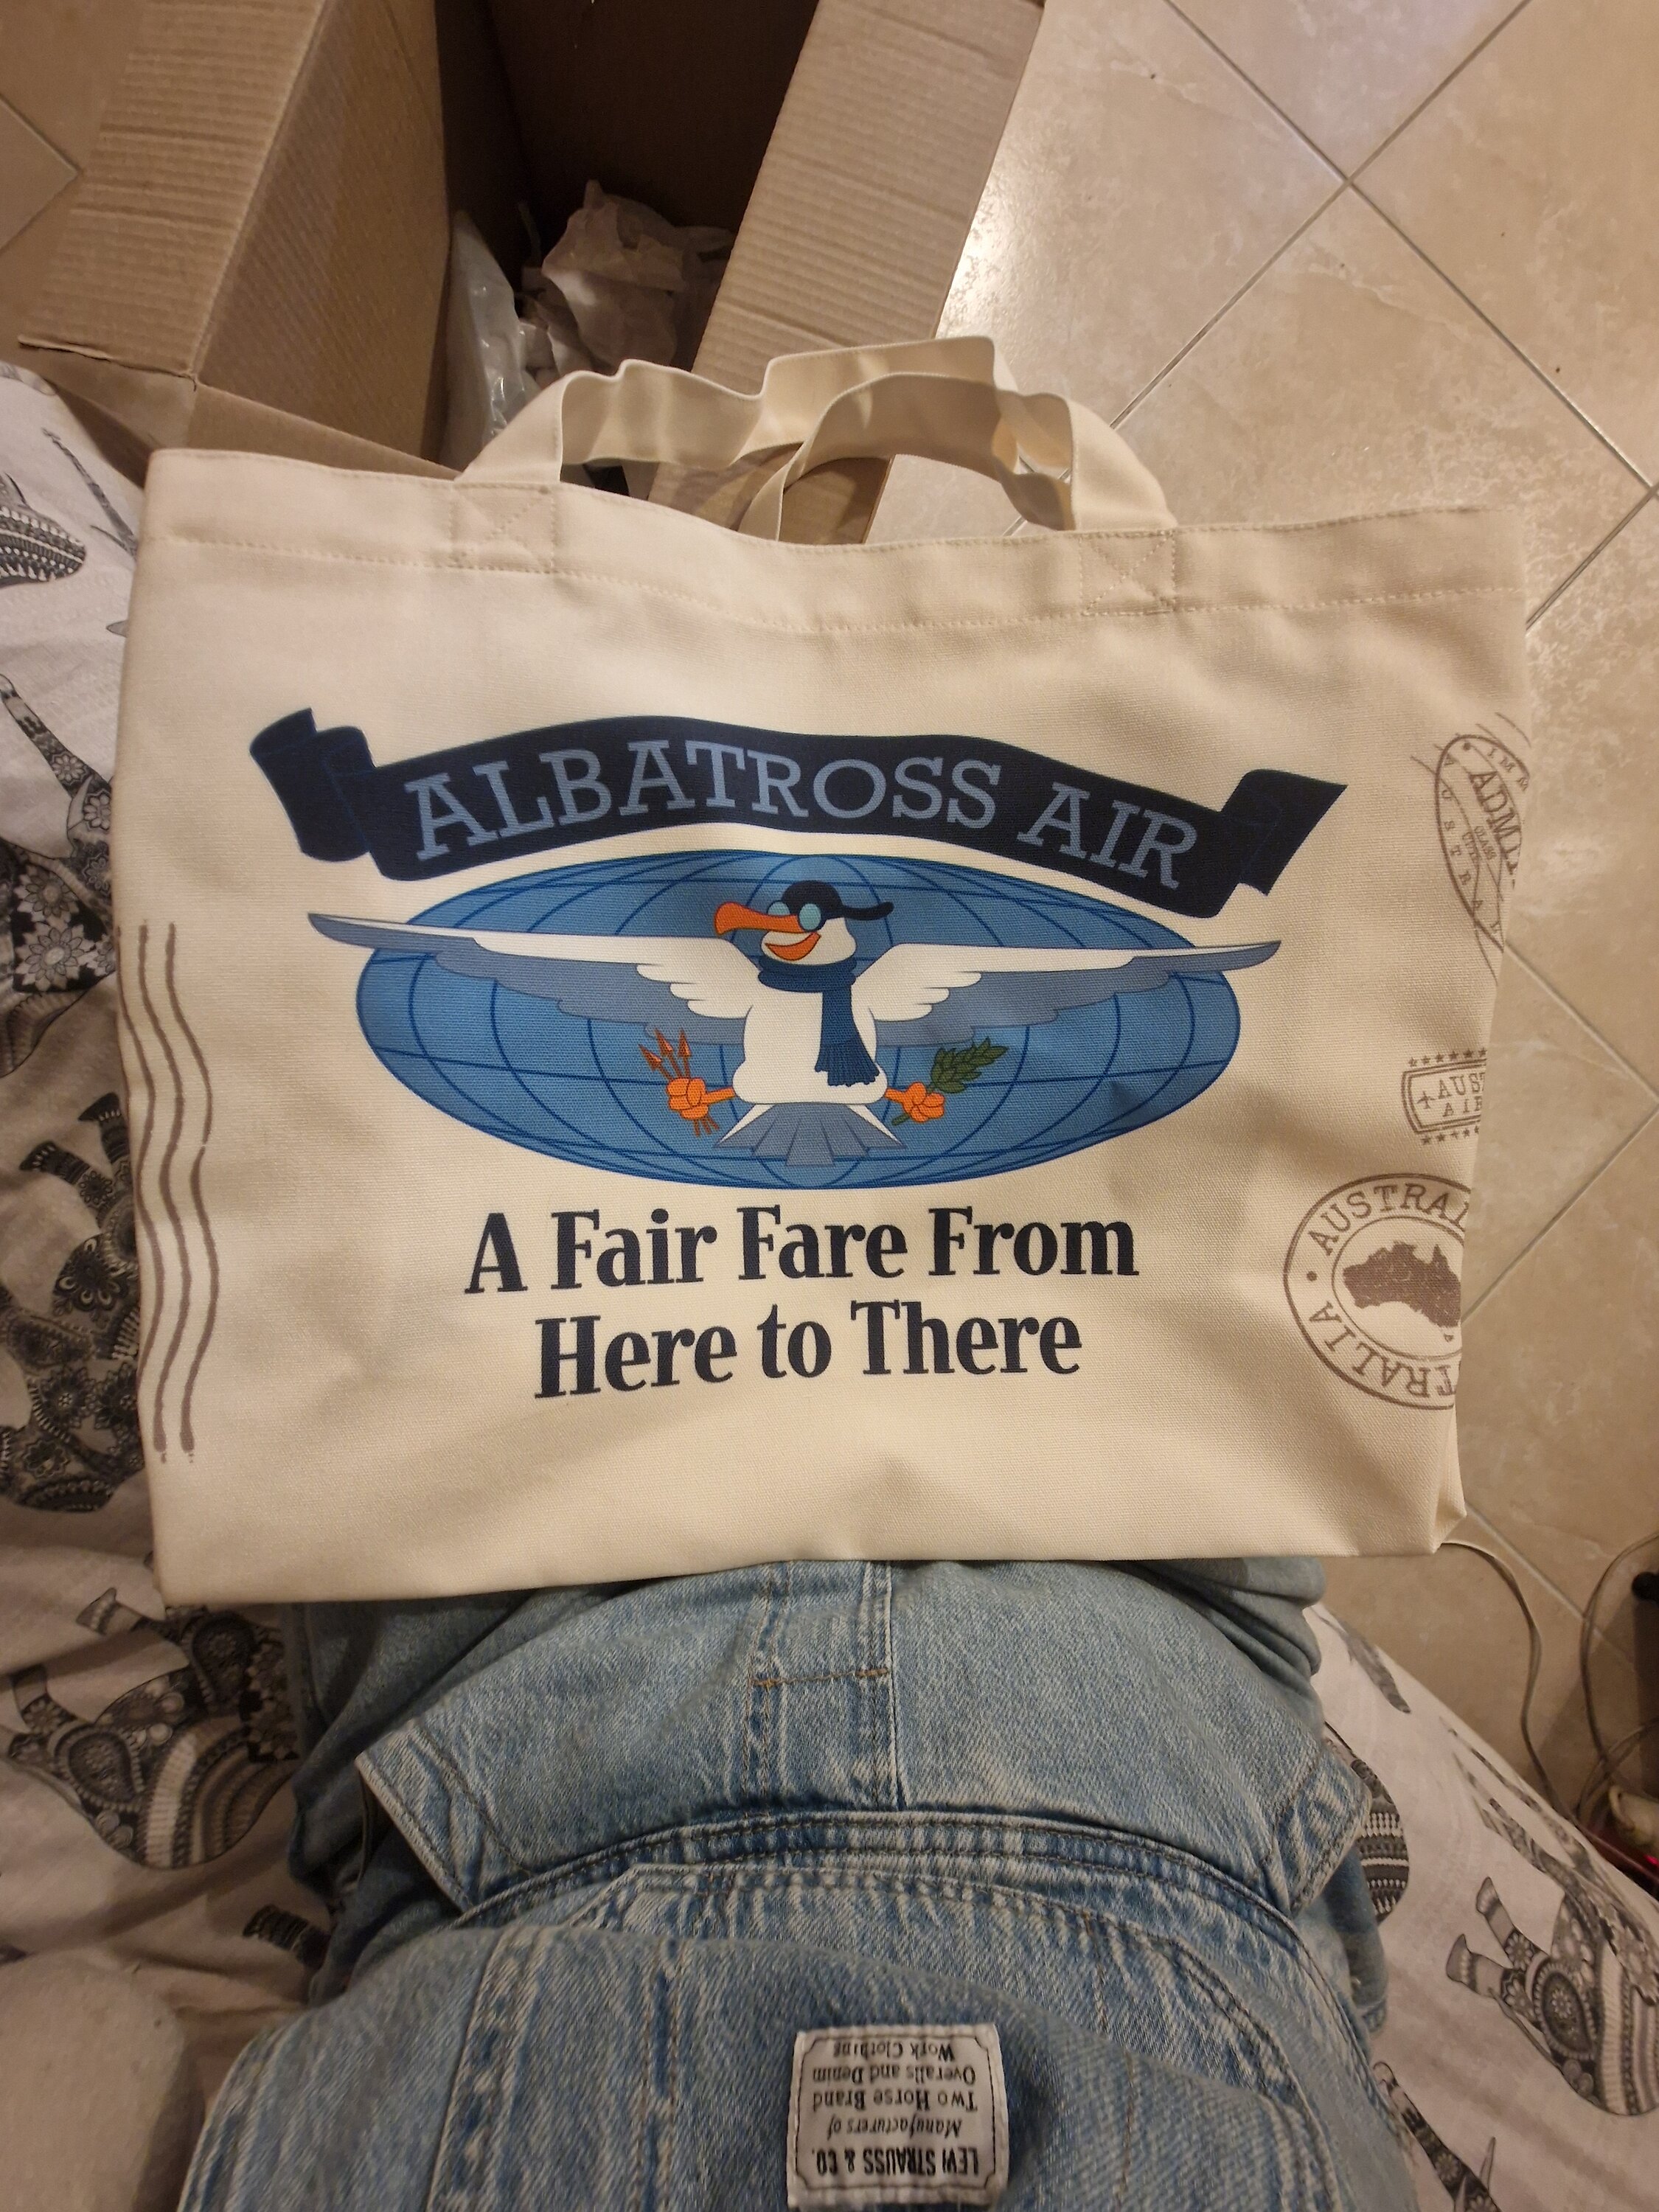 ALBATROSS AIR
A Fair Fare From
Here to There
AUSTRALIA
LEVI STRAUSS & CO.
Manufacturers of
Two Horse Brand
Overalls and Denim
Work Clothing